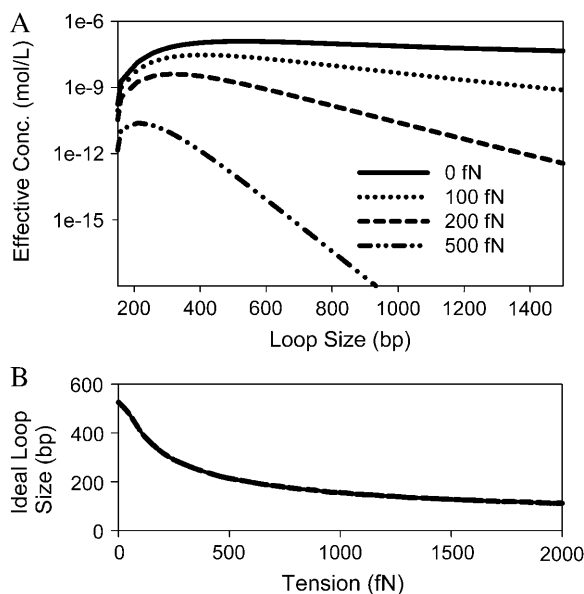 A
Effective Conc. (mol/L)
1e-6
1e-9
1e-12
1e-15
0 fN
100 fN
200 fN
500 fN
200 400 600 800 1000 1200 1400
Loop Size (bp)
B
Ideal Loop
Size (bp)
600
400
200
0
0 500 1000 1500 2000
Tension (fN)